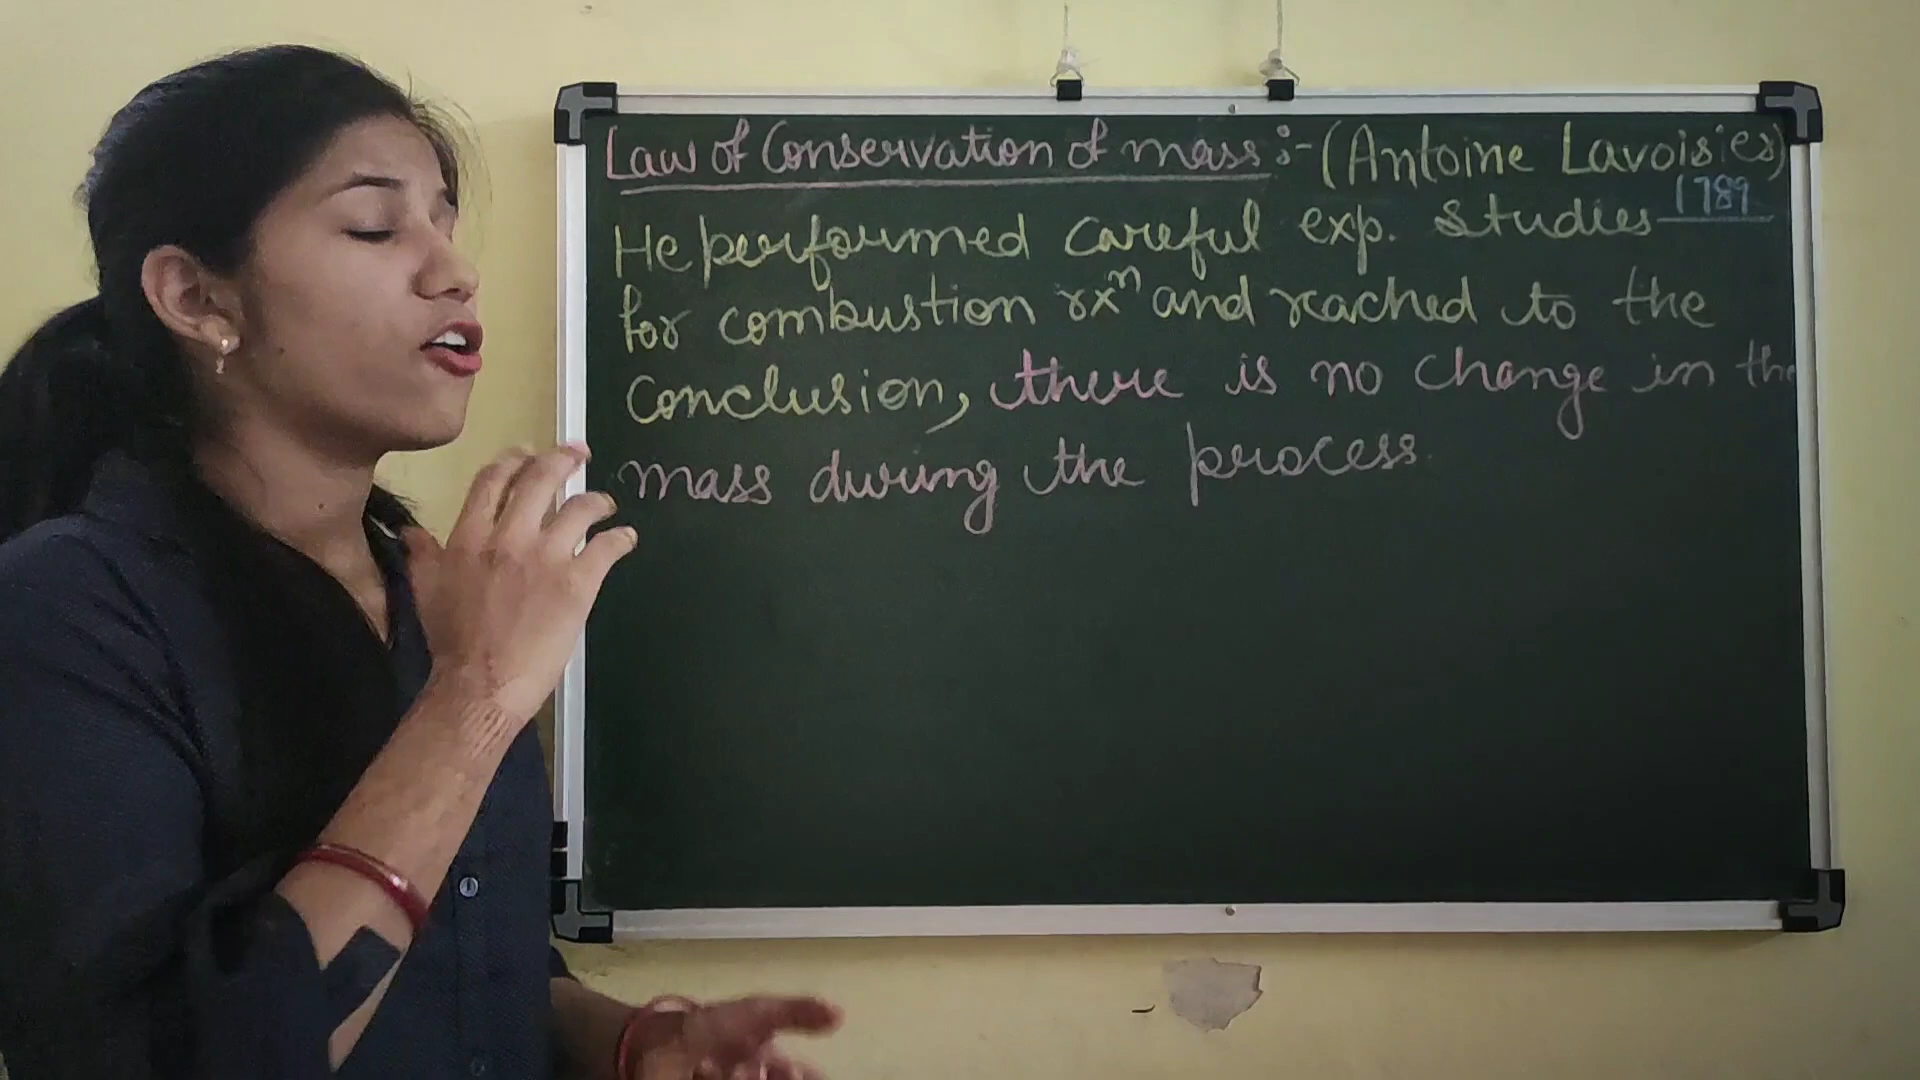 Law of Conservation of mass :- (Antoine Lavoisier)
1789
He performed careful exp. studies
for combustion rxⁿ and reached to the
conclusion, there is no change in the
mass during the process.